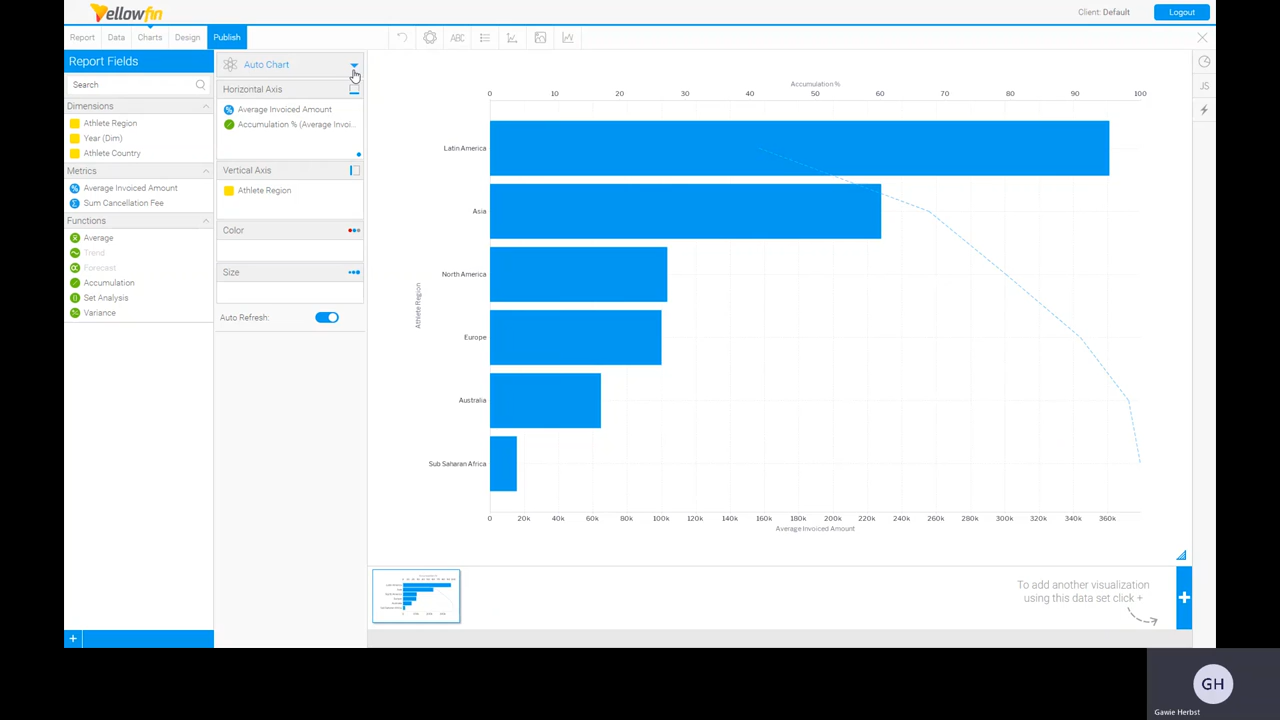 Yellowfin
Client: Default
Logout
Report
Data
Charts
Design
Publish
ABC
Report Fields
Search
Dimensions
Athlete Region
Year (Dim)
Athlete Country
Metrics
Average Invoiced Amount
Sum Cancellation Fee
Functions
Average
Trend
Forecast
Accumulation
Set Analysis
Variance
Auto Chart
Horizontal Axis
Average Invoiced Amount
Accumulation % (Average Invoi...
Vertical Axis
Athlete Region
Color
Size
Auto Refresh:
JS
Accumulation %
0 10 20 30 40 50 60 70 80 90 100
Athlete Region
Latin America
Asia
North America
Europe
Australia
Sub Saharan Africa
0 20k 40k 60k 80k 100k 120k 140k 160k 180k 200k 220k 240k 260k 280k 300k 320k 340k 360k
Average Invoiced Amount
To add another visualization
using this data set click +
GH
Gawie Herbst